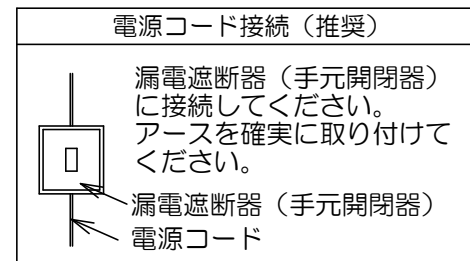 電源コード接続（推奨）
漏電遮断器（手元開閉器）
に接続してください。
アースを確実に取り付けて
ください。
漏電遮断器（手元開閉器）
電源コード